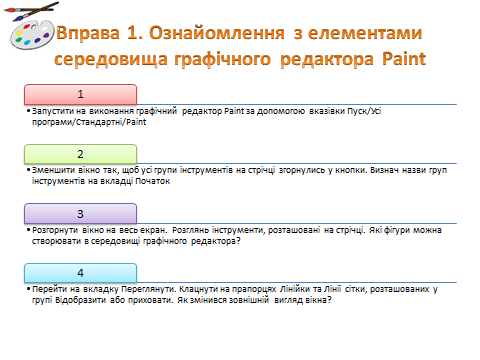 Вправа 1. Ознайомлення з елементами
середовища графічного редактора Paint
1
•Запустити на виконання графічний редактор Paint за допомогою вказівки Пуск/Усі
програми/Стандартні/Paint
2
•Зменшити вікно так, щоб усі групи інструментів на стрічці згорнулись у кнопки. Визнач назви груп
інструментів на вкладці Початок
3
•Розгорнути вікно на весь екран. Розглянь інструменти, розташовані на стрічці. Які фігури можна
створювати в середовищі графічного редактора?
4
•Перейти на вкладку Переглянути. Клацнути на прапорцях Лінійки та Лінії сітки, розташованих у
групі Відобразити або приховати. Як змінився зовнішній вигляд вікна?